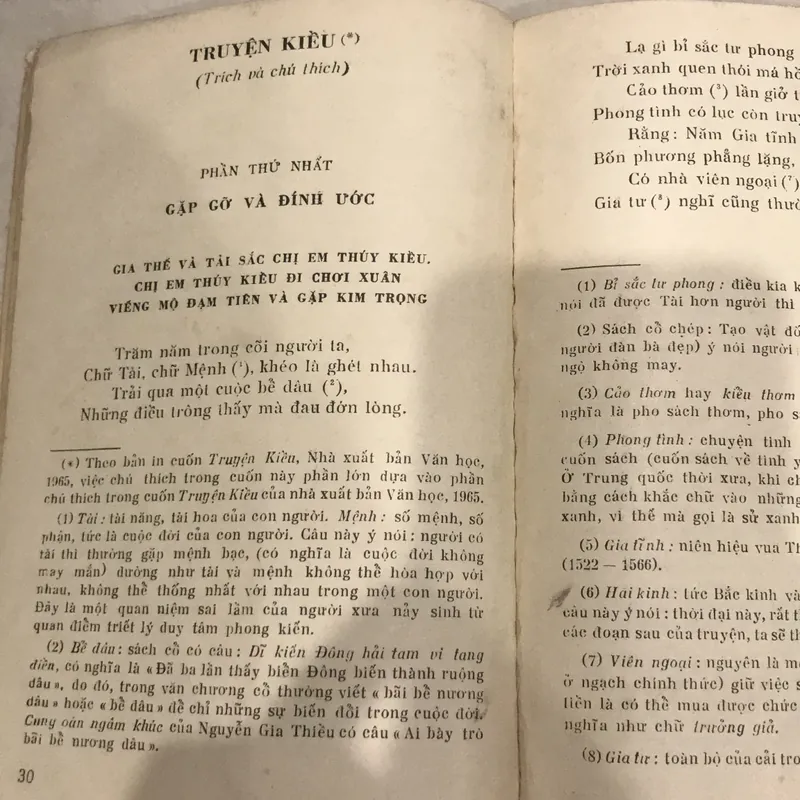 TRUYỆN KIỀU (*)
(Trích và chú thích)
PHẦN THỨ NHẤT
GẶP GỠ VÀ ĐÍNH ƯỚC
GIA THẾ VÀ TÀI SẮC CHỊ EM THÚY KIỀU.
CHỊ EM THÚY KIỀU ĐI CHƠI XUÂN
VIẾNG MỘ ĐẠM TIÊN VÀ GẶP KIM TRỌNG
Trăm năm trong cõi người ta,
Chữ Tài, chữ Mệnh (¹), khéo là ghét nhau.
Trải qua một cuộc bể dâu (²),
Những điều trông thấy mà đau đớn lòng.
(*) Theo bản in cuốn Truyện Kiều, Nhà xuất bản Văn học,
1965, việc chú thích trong cuốn này phần lớn dựa vào phần
chú thích trong cuốn Truyện Kiều của nhà xuất bản Văn học, 1965.
(1) Tài : tài năng, tài hoa của con người. Mệnh : số mệnh, số
phận, tức là cuộc đời của con người. Câu này ý nói : người có
tài thì thường gặp mệnh bạc, (có nghĩa là cuộc đời không
may mắn) dường như tài và mệnh không thể hòa hợp với
nhau, không thể thống nhất với nhau trong một con người.
Đây là một quan niệm sai lầm của người xưa nảy sinh từ
quan điểm triết lý duy tâm phong kiến.
(2) Bể dâu : sách cổ có câu : Dĩ kiến Đông hải tam vi tang
điền, có nghĩa là « Đã ba lần thấy biển Đông biến thành ruộng
dâu », do đó, trong văn chương cổ thường viết « bãi bể nương
dâu » hoặc « bể dâu » để chỉ những sự biến đổi trong cuộc đời.
Cung oán ngâm khúc của Nguyễn Gia Thiều có câu « Ai bày trò
bãi bể nương dâu ».
30
Lạ gì bỉ sắc tư phong
Trời xanh quen thói má hồ
Cảo thơm (³) lần giở t
Phong tình có lục còn truy
Rằng : Năm Gia tĩnh
Bốn phương phẳng lặng,
Có nhà viên ngoại (⁷)
Gia tư (⁸) nghĩ cũng thườ
(1) Bỉ sắc tư phong : điều kia k
nói đã được Tài hơn người thì
(2) Sách cổ chép : Tạo vật đố
người đàn bà đẹp) ý nói người
ngộ không may.
(3) Cảo thơm hay kiều thơm
nghĩa là pho sách thơm, pho s
(4) Phong tình : chuyện tình
cuốn sách (cuốn sách về tình y
Ở Trung quốc thời xưa, khi ch
bằng cách khắc chữ vào những
xanh, vì thế mà gọi là sử xanh
(5) Gia tĩnh : niên hiệu vua Th
(1522 — 1566).
(6) Hai kinh : tức Bắc kinh và
câu này ý nói : thời đại này, rất t
các đoạn sau của truyện, ta sẽ th
(7) Viên ngoại : nguyên là mộ
ở ngạch chính thức) giữ việc s
tiền là có thể mua được chức
nghĩa như chữ trưởng giả.
(8) Gia tư : toàn bộ của cải tro